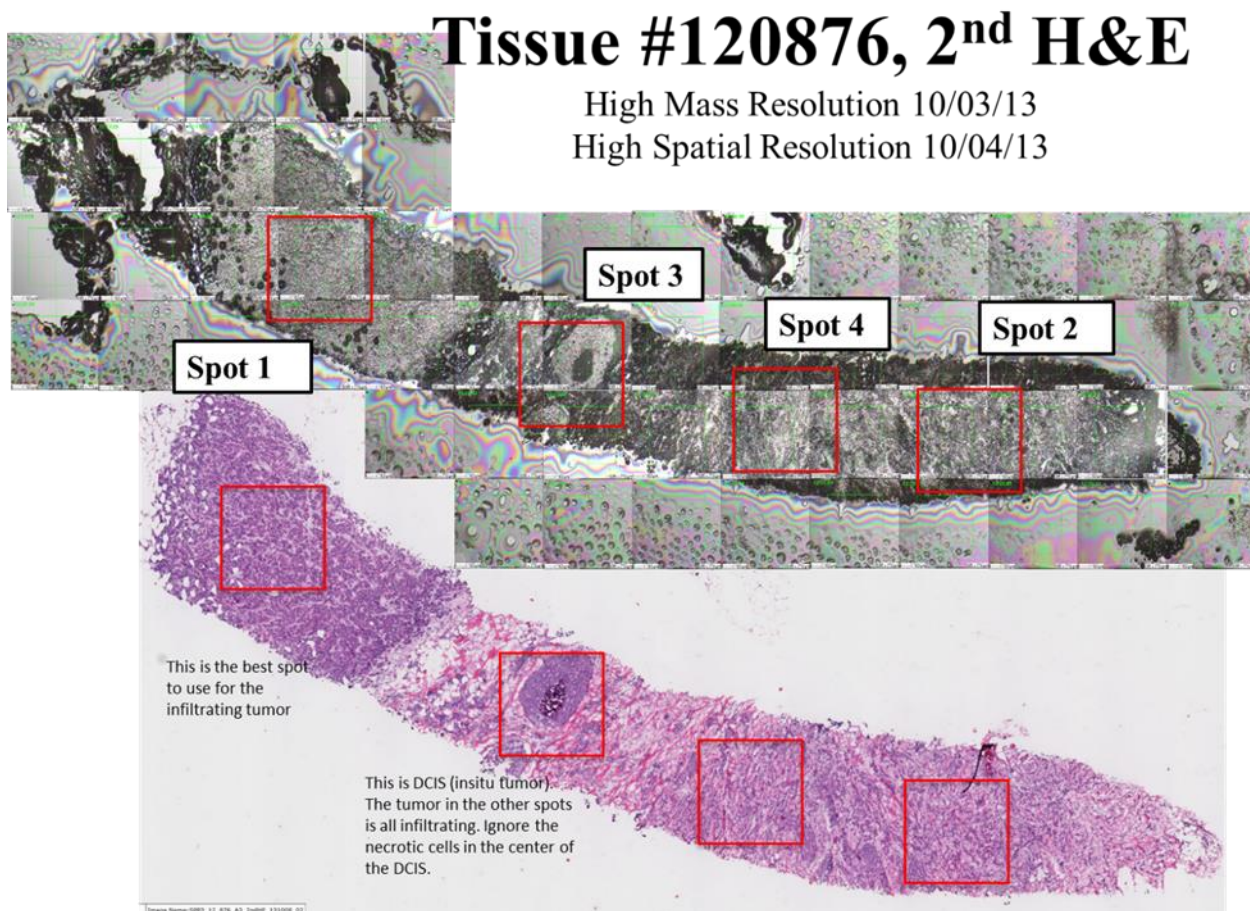 Tissue #120876, 2nd H&E
High Mass Resolution 10/03/13
High Spatial Resolution 10/04/13
Spot 3
Spot 4
Spot 2
Spot 1
This is the best spot
to use for the
infiltrating tumor
This is DCIS (insitu tumor).
The tumor in the other spots
is all infiltrating. Ignore the
necrotic cells in the center of
the DCIS.